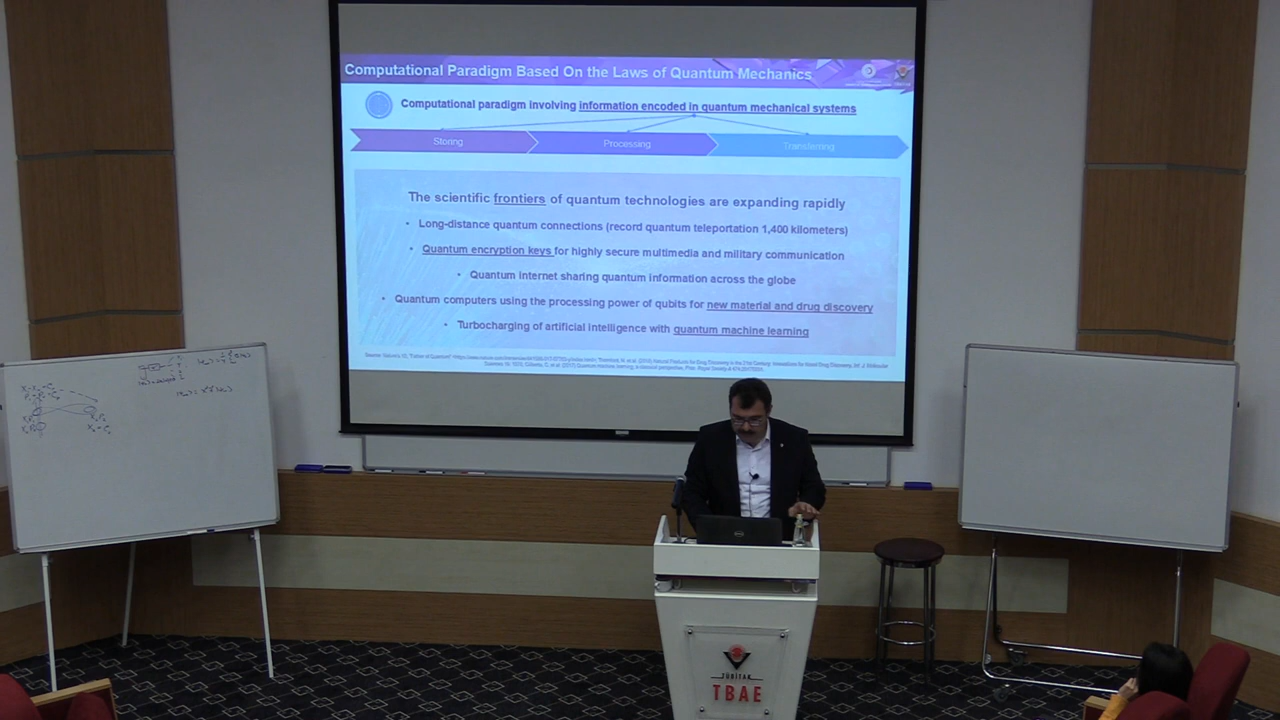 Computational Paradigm Based On the Laws of Quantum Mechanics
Computational paradigm involving information encoded in quantum mechanical systems
Storing
Processing
Transferring
The scientific frontiers of quantum technologies are expanding rapidly
• Long-distance quantum connections (record quantum teleportation 1,400 kilometers)
• Quantum encryption keys for highly secure multimedia and military communication
• Quantum internet sharing quantum information across the globe
• Quantum computers using the processing power of qubits for new material and drug discovery
• Turbocharging of artificial intelligence with quantum machine learning
TÜBİTAK
TBAE